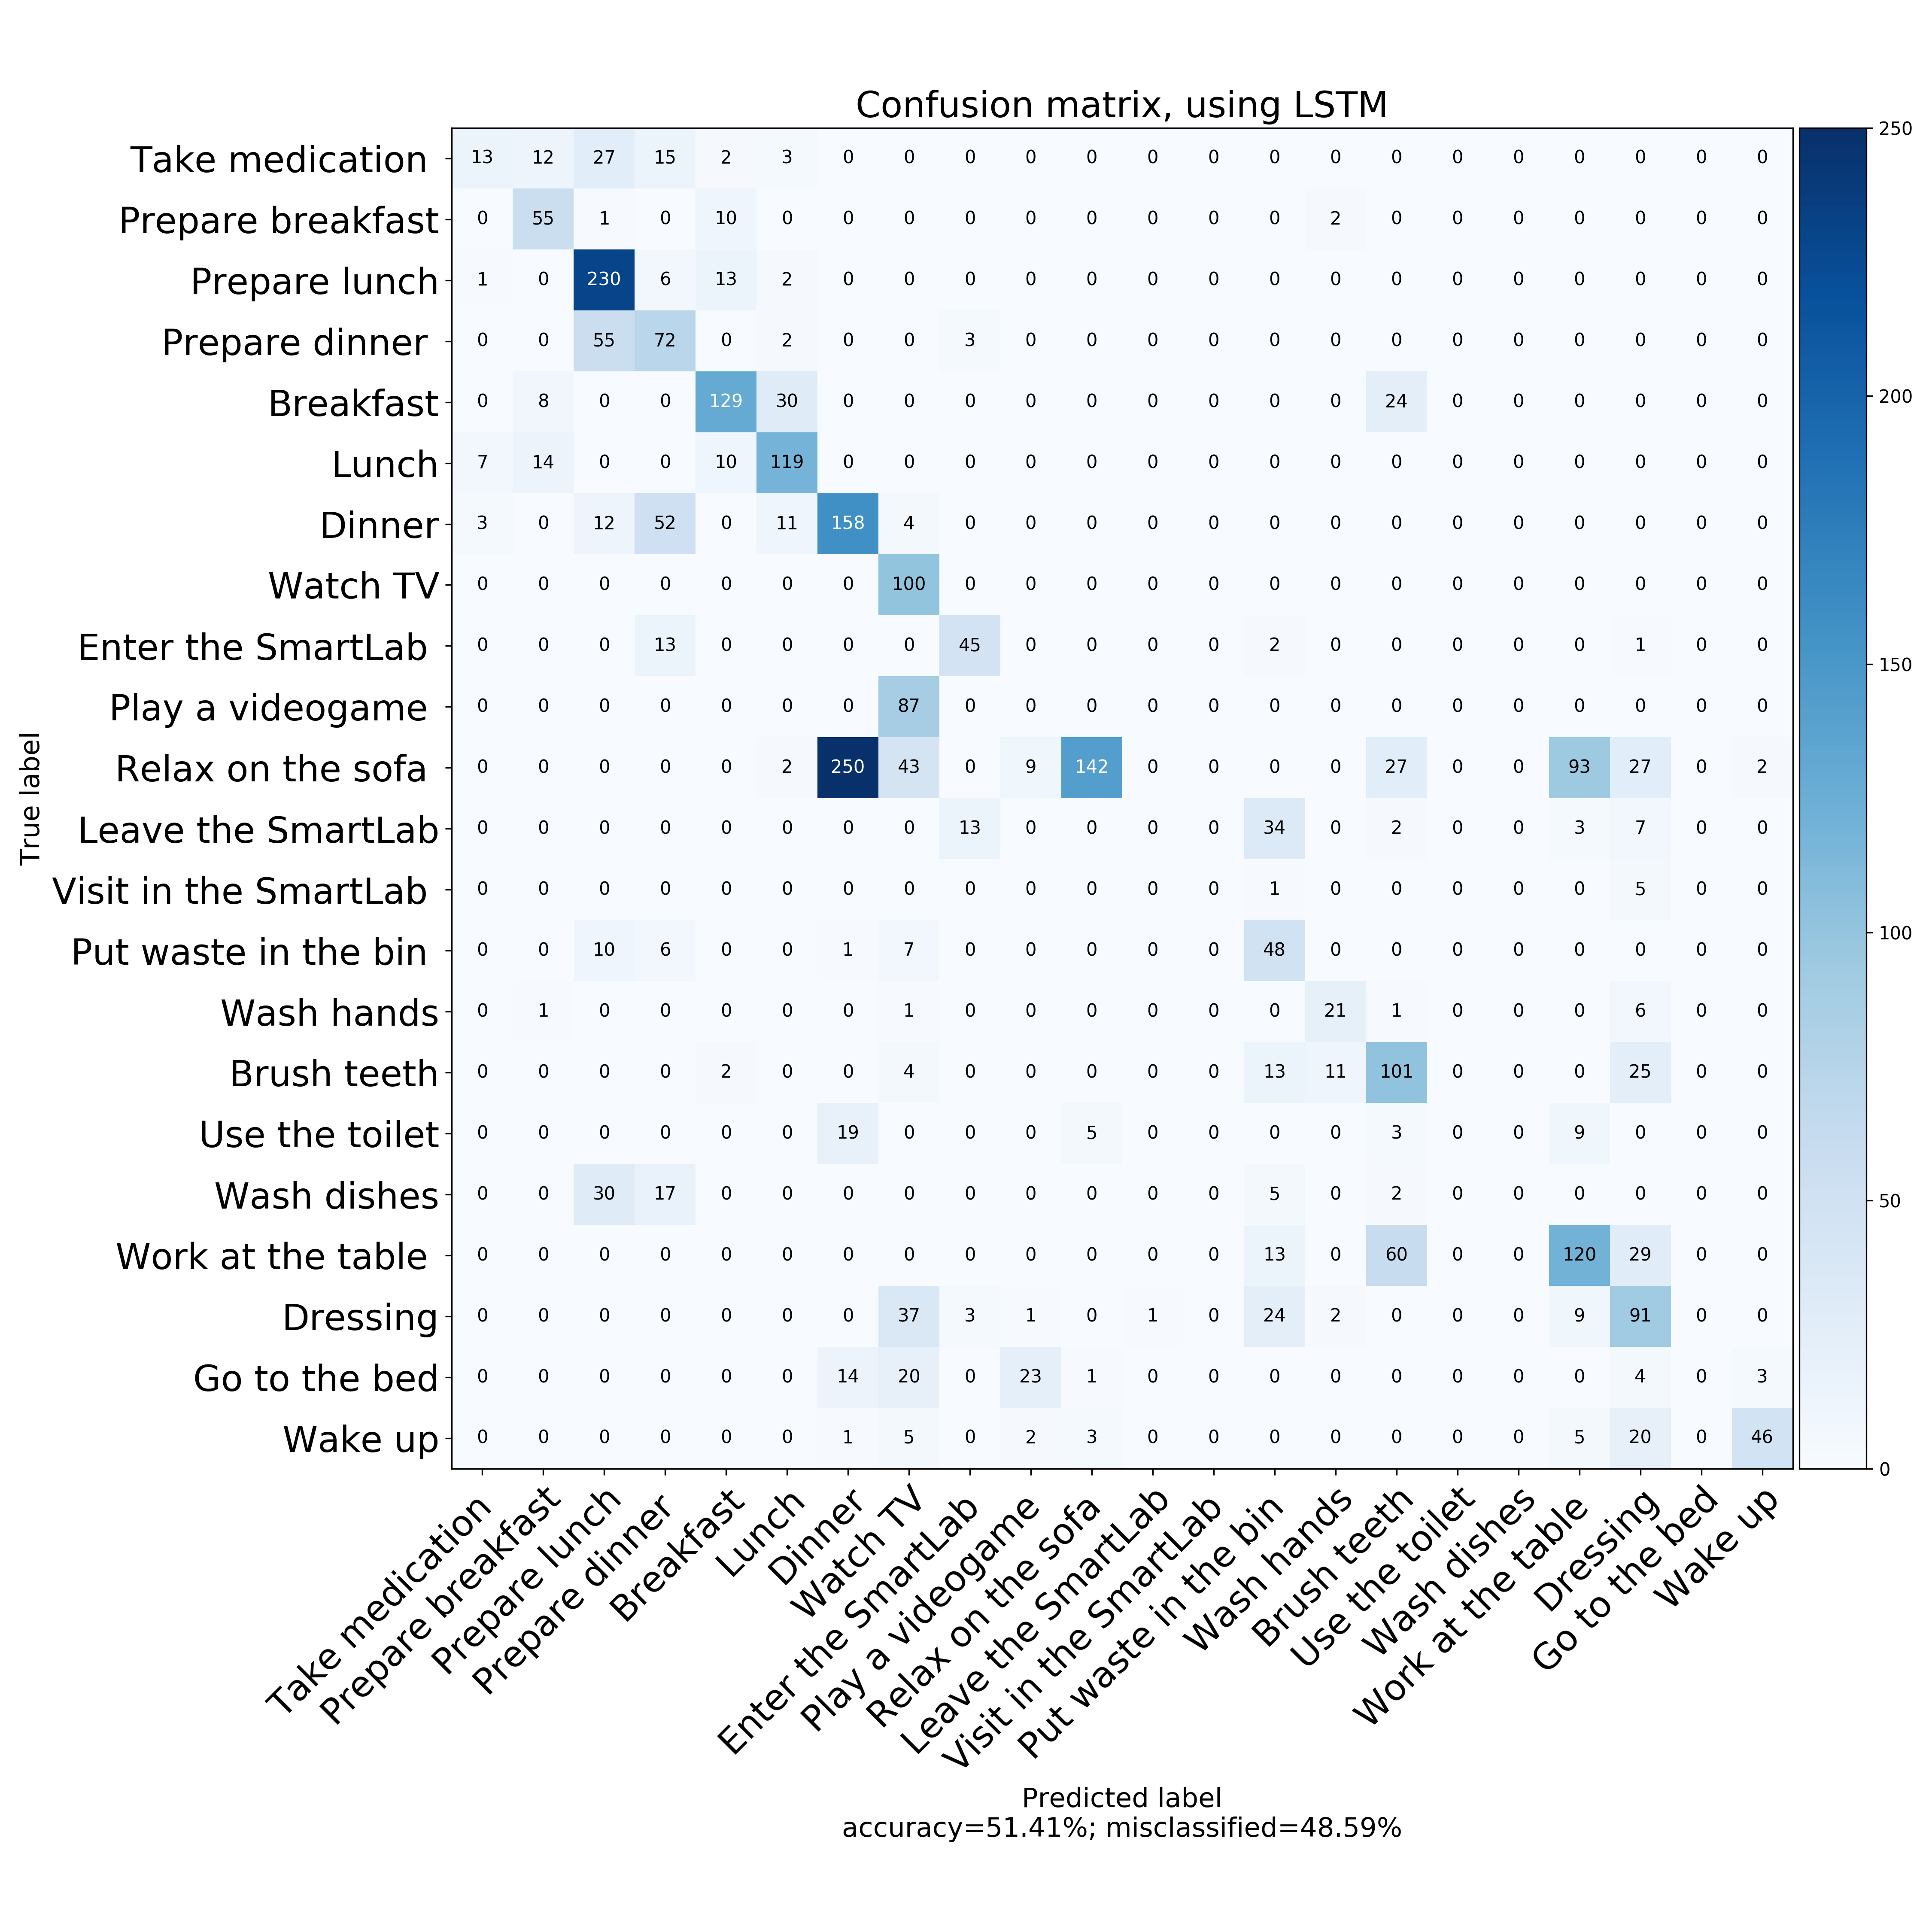 Confusion matrix, using LSTM
Take medication 13 12 27 15 2 3 0 0 0 0 0 0 0 0 0 0 0 0 0 0 0 0
Prepare breakfast 0 55 1 0 10 0 0 0 0 0 0 0 0 0 2 0 0 0 0 0 0 0
Prepare lunch 1 0 230 6 13 2 0 0 0 0 0 0 0 0 0 0 0 0 0 0 0 0
Prepare dinner 0 0 55 72 0 2 0 0 3 0 0 0 0 0 0 0 0 0 0 0 0 0
Breakfast 0 8 0 0 129 30 0 0 0 0 0 0 0 0 0 24 0 0 0 0 0 0
Lunch 7 14 0 0 10 119 0 0 0 0 0 0 0 0 0 0 0 0 0 0 0 0
Dinner 3 0 12 52 0 11 158 4 0 0 0 0 0 0 0 0 0 0 0 0 0 0
Watch TV 0 0 0 0 0 0 0 100 0 0 0 0 0 0 0 0 0 0 0 0 0 0
Enter the SmartLab 0 0 0 13 0 0 0 0 45 0 0 0 0 2 0 0 0 0 0 1 0 0
Play a videogame 0 0 0 0 0 0 0 87 0 0 0 0 0 0 0 0 0 0 0 0 0 0
Relax on the sofa 0 0 0 0 0 2 250 43 0 9 142 0 0 0 0 27 0 0 93 27 0 2
Leave the SmartLab 0 0 0 0 0 0 0 0 13 0 0 0 0 34 0 2 0 0 3 7 0 0
Visit in the SmartLab 0 0 0 0 0 0 0 0 0 0 0 0 0 1 0 0 0 0 0 5 0 0
Put waste in the bin 0 0 10 6 0 0 1 7 0 0 0 0 0 48 0 0 0 0 0 0 0 0
Wash hands 0 1 0 0 0 0 0 1 0 0 0 0 0 0 21 1 0 0 0 6 0 0
Brush teeth 0 0 0 0 2 0 0 4 0 0 0 0 0 13 11 101 0 0 0 25 0 0
Use the toilet 0 0 0 0 0 0 19 0 0 0 5 0 0 0 0 3 0 0 9 0 0 0
Wash dishes 0 0 30 17 0 0 0 0 0 0 0 0 0 5 0 2 0 0 0 0 0 0
Work at the table 0 0 0 0 0 0 0 0 0 0 0 0 0 13 0 60 0 0 120 29 0 0
Dressing 0 0 0 0 0 0 0 37 3 1 0 1 0 24 2 0 0 0 9 91 0 0
Go to the bed 0 0 0 0 0 0 14 20 0 23 1 0 0 0 0 0 0 0 0 4 0 3
Wake up 0 0 0 0 0 0 1 5 0 2 3 0 0 0 0 0 0 0 5 20 0 46
True label
250
200
150
100
50
0
Take medication
Prepare breakfast
Prepare lunch
Prepare dinner
Breakfast
Lunch
Dinner
Watch TV
Enter the SmartLab
Play a videogame
Relax on the sofa
Leave the SmartLab
Visit in the SmartLab
Put waste in the bin
Wash hands
Brush teeth
Use the toilet
Wash dishes
Work at the table
Dressing
Go to the bed
Wake up
Predicted label
accuracy=51.41%; misclassified=48.59%